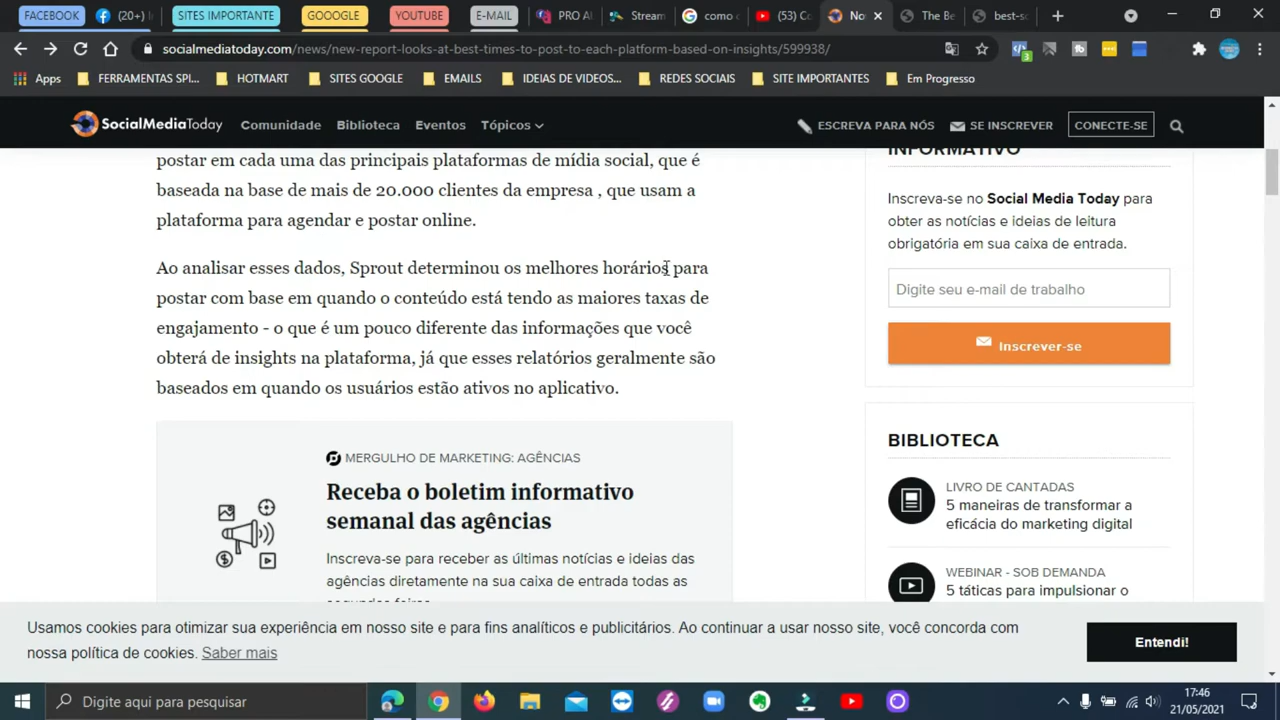 FACEBOOK
(20+) I
SITES IMPORTANTE
GOOOGLE
YOUTUBE
E-MAIL
PRO A
Stream
como c
(53) C
No
The Be
best-sc
socialmediatoday.com/news/new-report-looks-at-best-times-to-post-to-each-platform-based-on-insights/599938/
3
Apps
FERRAMENTAS SPI...
HOTMART
SITES GOOGLE
EMAILS
IDEIAS DE VIDEOS...
REDES SOCIAIS
SITE IMPORTANTES
Em Progresso
SocialMediaToday
Comunidade
Biblioteca
Eventos
Tópicos
ESCREVA PARA NÓS
SE INSCREVER
CONECTE-SE
postar em cada uma das principais plataformas de mídia social, que é
baseada na base de mais de 20.000 clientes da empresa , que usam a
plataforma para agendar e postar online.
Ao analisar esses dados, Sprout determinou os melhores horários para
postar com base em quando o conteúdo está tendo as maiores taxas de
engajamento - o que é um pouco diferente das informações que você
obterá de insights na plataforma, já que esses relatórios geralmente são
baseados em quando os usuários estão ativos no aplicativo.
MERGULHO DE MARKETING: AGÊNCIAS
Receba o boletim informativo
semanal das agências
Inscreva-se para receber as últimas notícias e ideias das
agências diretamente na sua caixa de entrada todas as
segundas-feiras
INFORMATIVO
Inscreva-se no Social Media Today para
obter as notícias e ideias de leitura
obrigatória em sua caixa de entrada.
Digite seu e-mail de trabalho
Inscrever-se
BIBLIOTECA
LIVRO DE CANTADAS
5 maneiras de transformar a
eficácia do marketing digital
WEBINAR - SOB DEMANDA
5 táticas para impulsionar o
Usamos cookies para otimizar sua experiência em nosso site e para fins analíticos e publicitários. Ao continuar a usar nosso site, você concorda com
nossa política de cookies. Saber mais
Entendi!
Digite aqui para pesquisar
17:46
21/05/2021